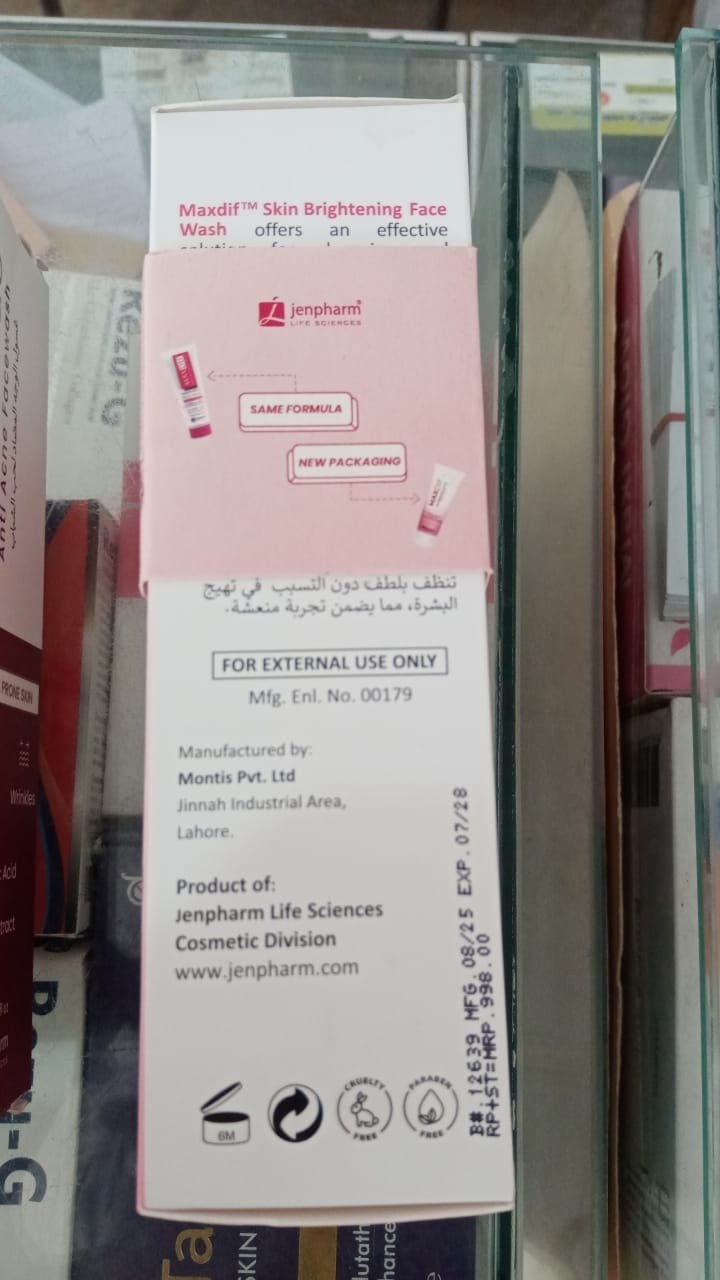 Maxdif™ Skin Brightening Face
Wash offers an effective
jenpharm®
LIFE SCIENCES
SAME FORMULA
NEW PACKAGING
تنظف بلطف دون التسبب في تهيج
البشرة، مما يضمن تجربة منعشة.
FOR EXTERNAL USE ONLY
Mfg. Enl. No. 00179
Manufactured by:
Montis Pvt. Ltd
Jinnah Industrial Area,
Lahore.
Product of:
Jenpharm Life Sciences
Cosmetic Division
www.jenpharm.com
B#:12639 MFG.08/25 EXP.07/28
RP+ST=MRP.998.00
6M
CRUELTY
FREE
PARABEN
FREE
Anti Acne Facewash
PRONE SKIN
Wrinkles
Acid
Rezu-G
SKIN